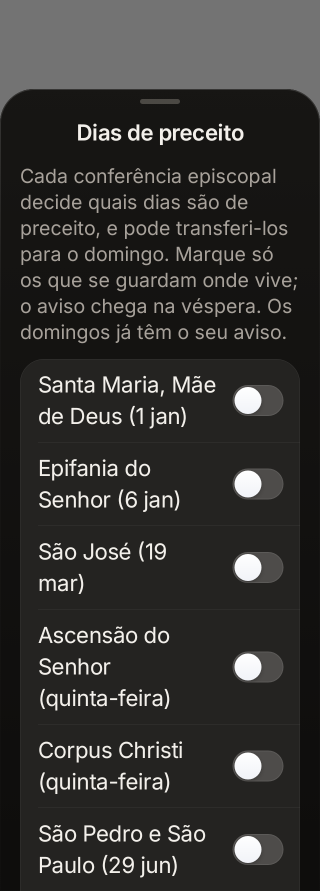 Dias de preceito
Cada conferência episcopal
decide quais dias são de
preceito, e pode transferi-los
para o domingo. Marque só
os que se guardam onde vive;
o aviso chega na véspera. Os
domingos já têm o seu aviso.
Santa Maria, Mãe
de Deus (1 jan)
Epifania do
Senhor (6 jan)
São José (19
mar)
Ascensão do
Senhor
(quinta-feira)
Corpus Christi
(quinta-feira)
São Pedro e São
Paulo (29 jun)